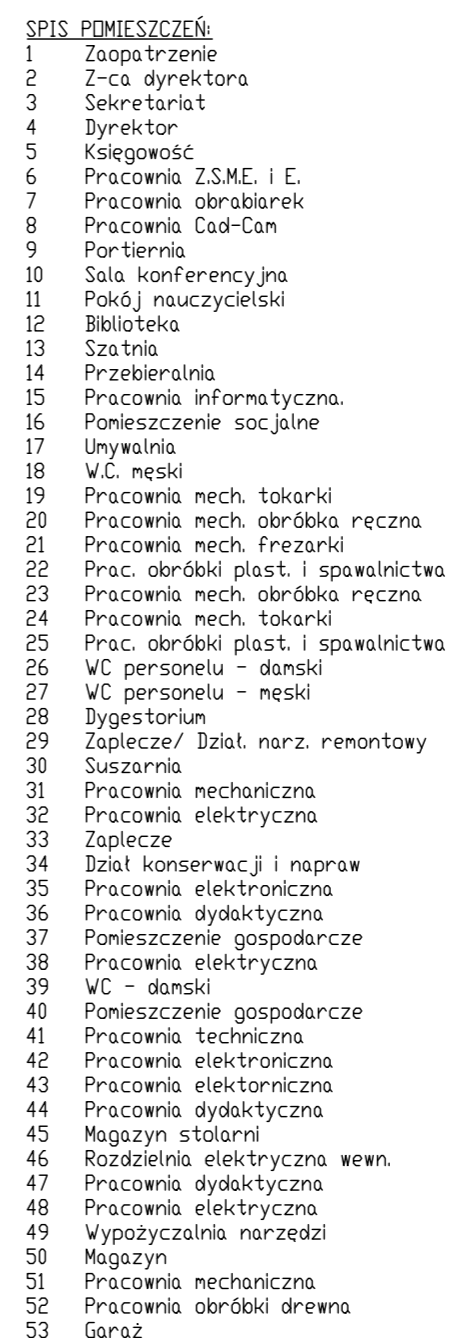 SPIS POMIESZCZEŃ:
1 Zaopatrzenie
2 Z-ca dyrektora
3 Sekretariat
4 Dyrektor
5 Księgowość
6 Pracownia Z.S.M.E. i E.
7 Pracownia obrabiarek
8 Pracownia Cad-Cam
9 Portiernia
10 Sala konferencyjna
11 Pokój nauczycielski
12 Biblioteka
13 Szatnia
14 Przebieralnia
15 Pracownia informatyczna.
16 Pomieszczenie socjalne
17 Umywalnia
18 W.C. męski
19 Pracownia mech. tokarki
20 Pracownia mech. obróbka ręczna
21 Pracownia mech. frezarki
22 Prac. obróbki plast. i spawalnictwa
23 Pracownia mech. obróbka ręczna
24 Pracownia mech. tokarki
25 Prac. obróbki plast. i spawalnictwa
26 WC personelu - damski
27 WC personelu - męski
28 Dygestorium
29 Zaplecze/ Dział. narz. remontowy
30 Suszarnia
31 Pracownia mechaniczna
32 Pracownia elektryczna
33 Zaplecze
34 Dział konserwacji i napraw
35 Pracownia elektroniczna
36 Pracownia dydaktyczna
37 Pomieszczenie gospodarcze
38 Pracownia elektryczna
39 WC - damski
40 Pomieszczenie gospodarcze
41 Pracownia techniczna
42 Pracownia elektroniczna
43 Pracownia elektorniczna
44 Pracownia dydaktyczna
45 Magazyn stolarni
46 Rozdzielnia elektryczna wewn.
47 Pracownia dydaktyczna
48 Pracownia elektryczna
49 Wypożyczalnia narzędzi
50 Magazyn
51 Pracownia mechaniczna
52 Pracownia obróbki drewna
53 Garaż